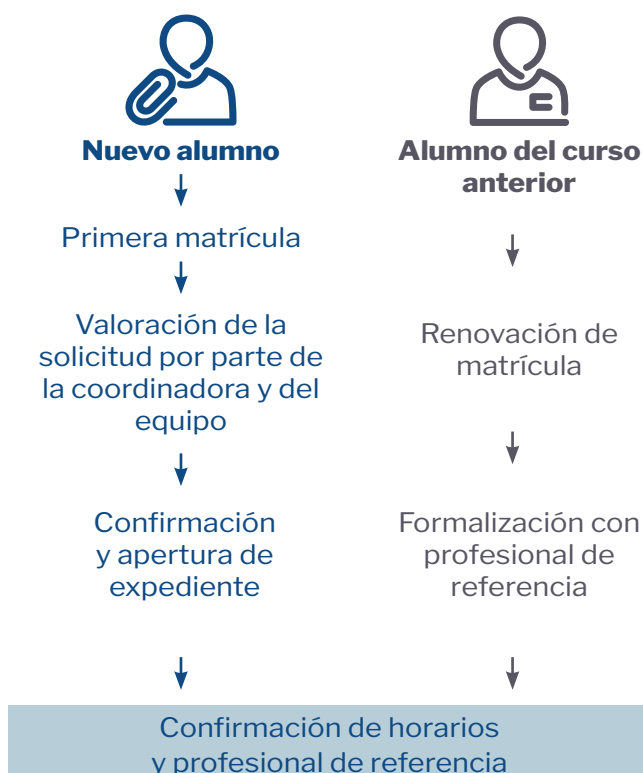 Nuevo alumno
Primera matrícula
Valoración de la
solicitud por parte de
la coordinadora y del
equipo
Confirmación
y apertura de
expediente
Alumno del curso
anterior
Renovación de
matrícula
Formalización con
profesional de
referencia
Confirmación de horarios
y profesional de referencia